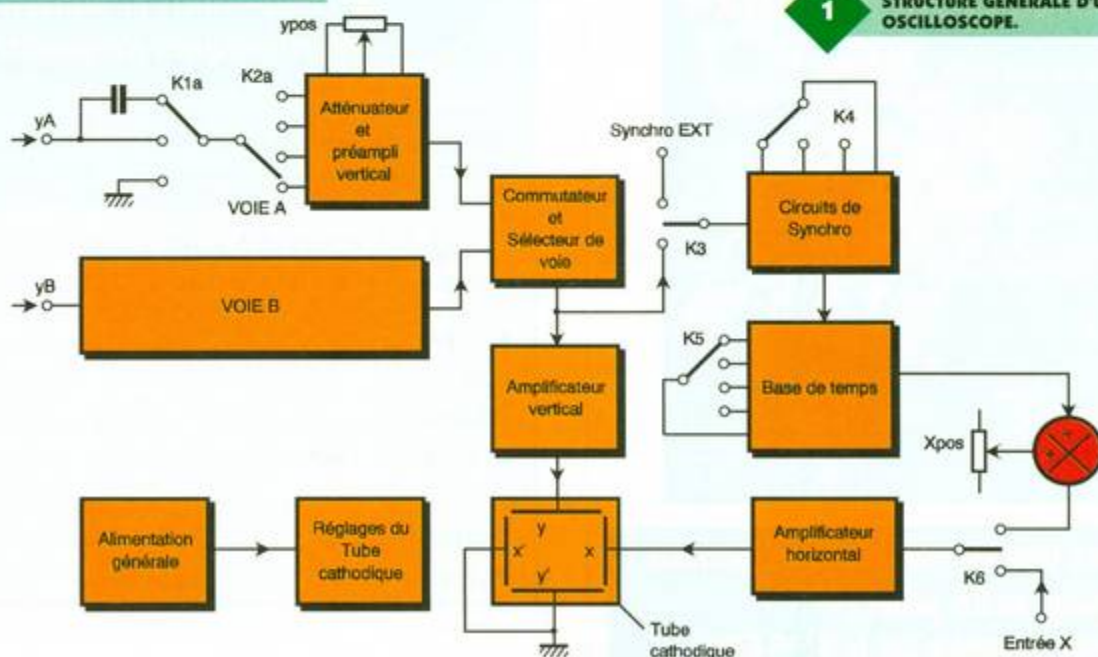 1
OSCILLOSCOPE.
ypos
K2a
K1a
yA
Atténuateur
et
préampli
vertical
VOIE A
Commutateur
et
Sélecteur de
voie
Synchro EXT
K3
K4
Circuits de
Synchro
yB
VOIE B
Amplificateur
vertical
K5
Base de temps
Xpos
+
+
Alimentation
générale
Réglages du
Tube
cathodique
y
x'
x
y'
Amplificateur
horizontal
K6
Tube
cathodique
Entrée X